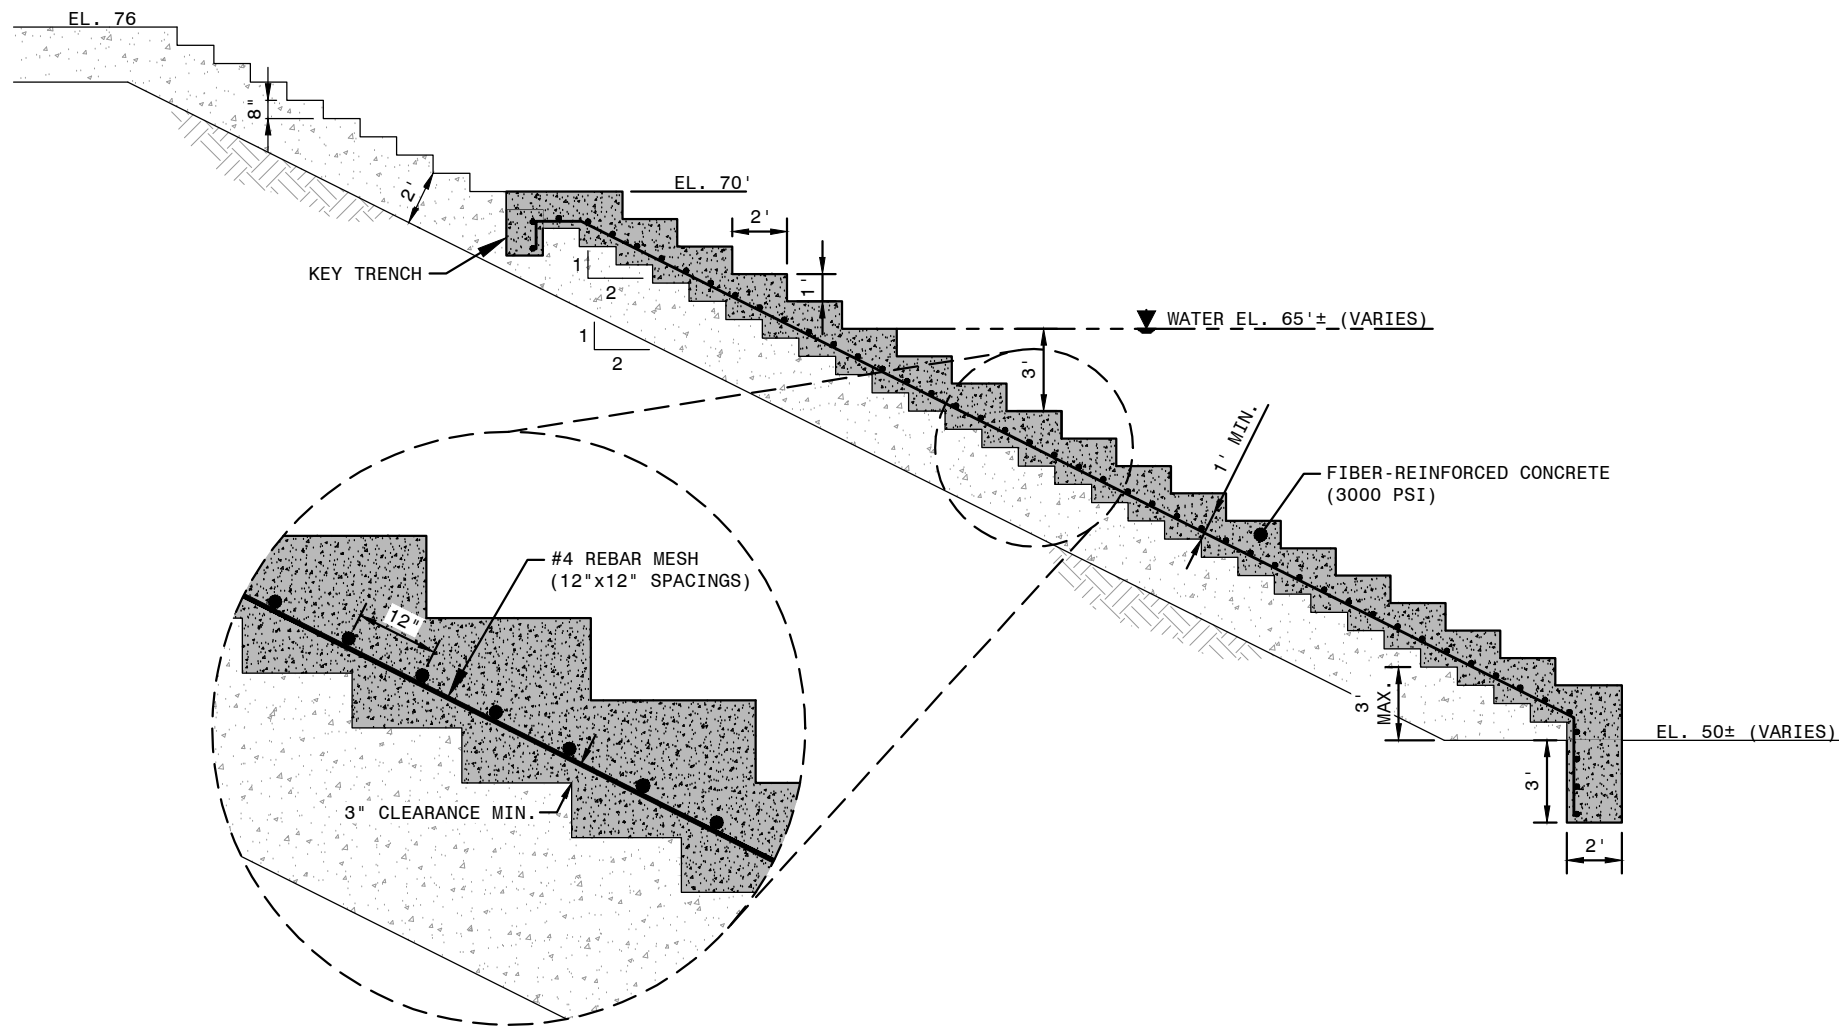 EL. 76
8"
2'
EL. 70'
2'
KEY TRENCH
1
2
1'
1
2
WATER EL. 65'± (VARIES)
3'
1' MIN.
FIBER-REINFORCED CONCRETE
(3000 PSI)
#4 REBAR MESH
(12"x12" SPACINGS)
12"
3" CLEARANCE MIN.
3'
MAX.
EL. 50± (VARIES)
3'
2'